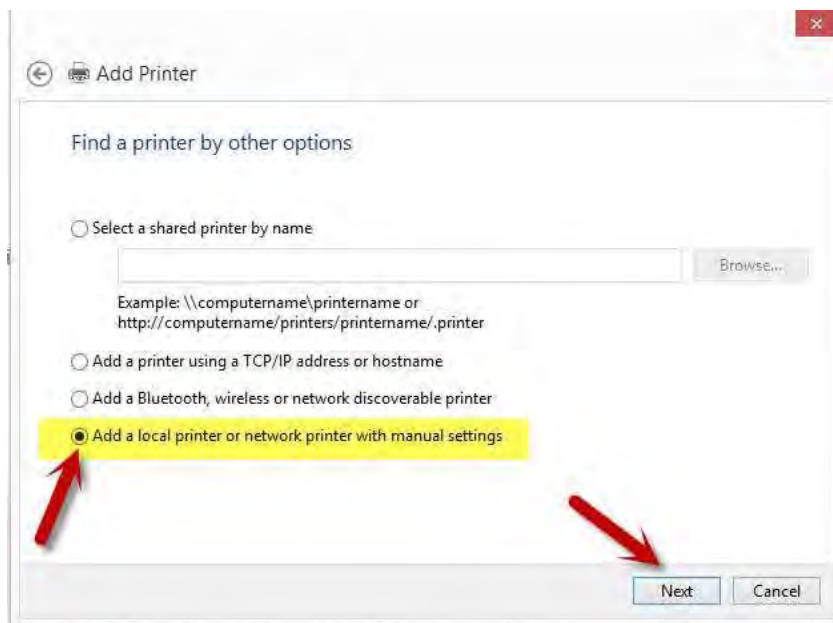 Add Printer
Find a printer by other options
Select a shared printer by name
Browse...
Example: \\computername\printername or
http://computername/printers/printername/.printer
Add a printer using a TCP/IP address or hostname
Add a Bluetooth, wireless or network discoverable printer
Add a local printer or network printer with manual settings
Next Cancel